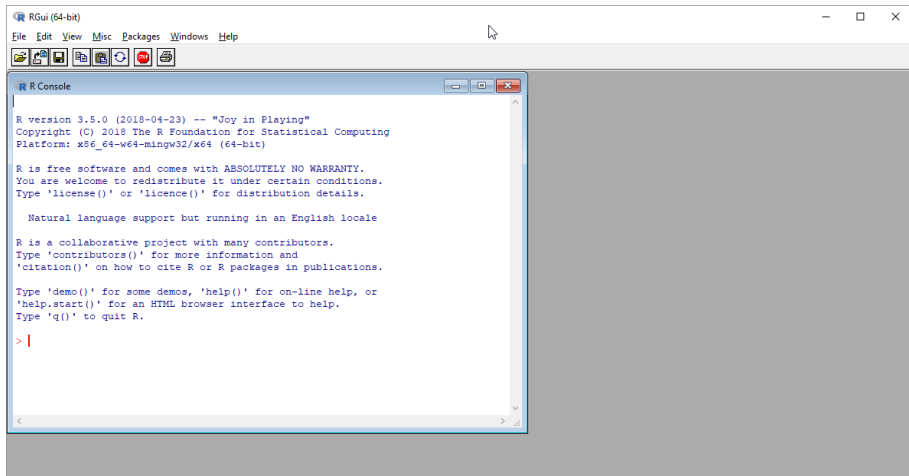 RGui (64-bit)
File Edit View Misc Packages Windows Help
STOP
R Console
R version 3.5.0 (2018-04-23) -- "Joy in Playing"
Copyright (C) 2018 The R Foundation for Statistical Computing
Platform: x86_64-w64-mingw32/x64 (64-bit)
R is free software and comes with ABSOLUTELY NO WARRANTY.
You are welcome to redistribute it under certain conditions.
Type 'license()' or 'licence()' for distribution details.
Natural language support but running in an English locale
R is a collaborative project with many contributors.
Type 'contributors()' for more information and
'citation()' on how to cite R or R packages in publications.
Type 'demo()' for some demos, 'help()' for on-line help, or
'help.start()' for an HTML browser interface to help.
Type 'q()' to quit R.
>